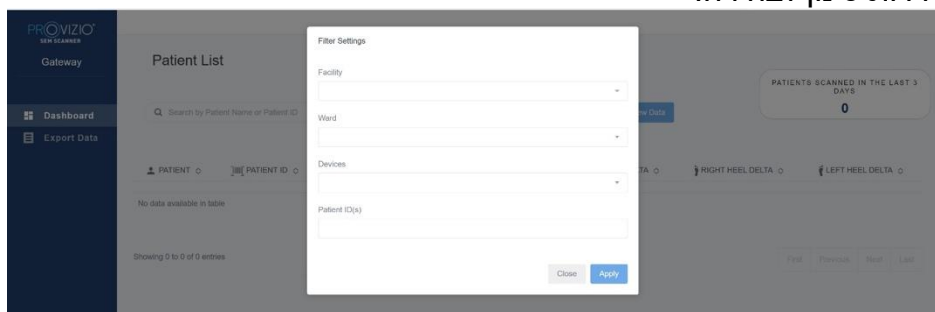 PROVIZIO
SEM SCANNER
Gateway
Dashboard
Export Data
Patient List
Search by Patient Name or Patient ID
PATIENTS SCANNED IN THE LAST 3
DAYS
0
PATIENT
PATIENT ID
RIGHT HEEL DELTA
LEFT HEEL DELTA
No data available in table
Showing 0 to 0 of 0 entries
First Previous Next Last
Filter Settings
Facility
Ward
Devices
Patient ID(s)
Close Apply